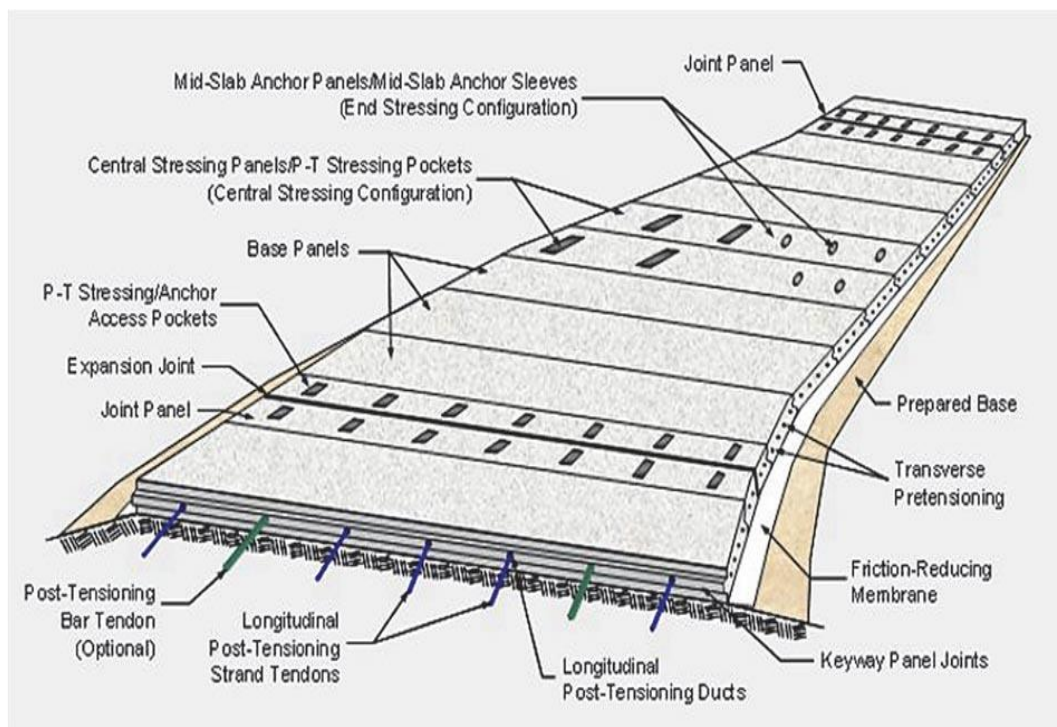 Joint Panel
Mid-Slab Anchor Panels/Mid-Slab Anchor Sleeves
(End Stressing Configuration)
Central Stressing Panels/P-T Stressing Pockets
(Central Stressing Configuration)
Base Panels
P-T Stressing/Anchor
Access Pockets
Expansion Joint
Joint Panel
Prepared Base
Transverse
Pretensioning
Friction-Reducing
Membrane
Keyway Panel Joints
Post-Tensioning
Bar Tendon
(Optional)
Longitudinal
Post-Tensioning
Strand Tendons
Longitudinal
Post-Tensioning Ducts